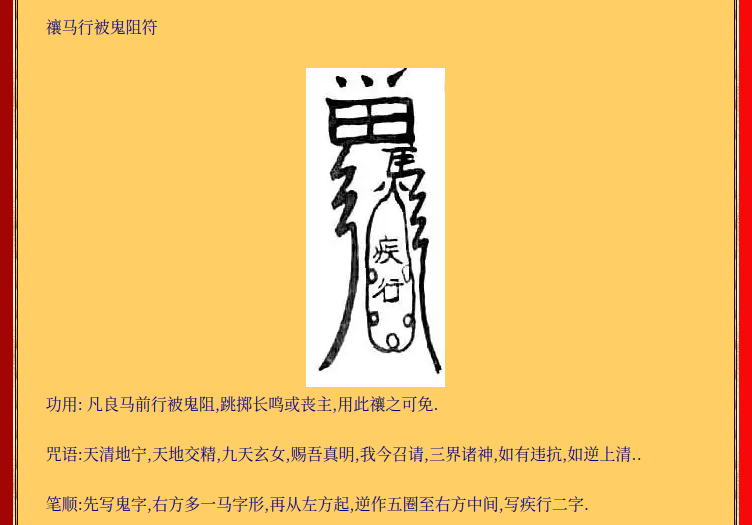 禳马行被鬼阻符
馬
疾
行
功用: 凡良马前行被鬼阻,跳掷长鸣或丧主,用此禳之可免.
咒语:天清地宁,天地交精,九天玄女,赐吾真明,我今召请,三界诸神,如有违抗,如逆上清..
笔顺:先写鬼字,右方多一马字形,再从左方起,逆作五圈至右方中间,写疾行二字.